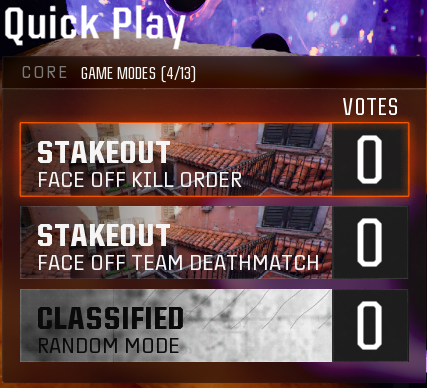 Quick Play
CORE GAME MODES (4/13)
VOTES
STAKEOUT
FACE OFF KILL ORDER
0
STAKEOUT
FACE OFF TEAM DEATHMATCH
0
CLASSIFIED
RANDOM MODE
0